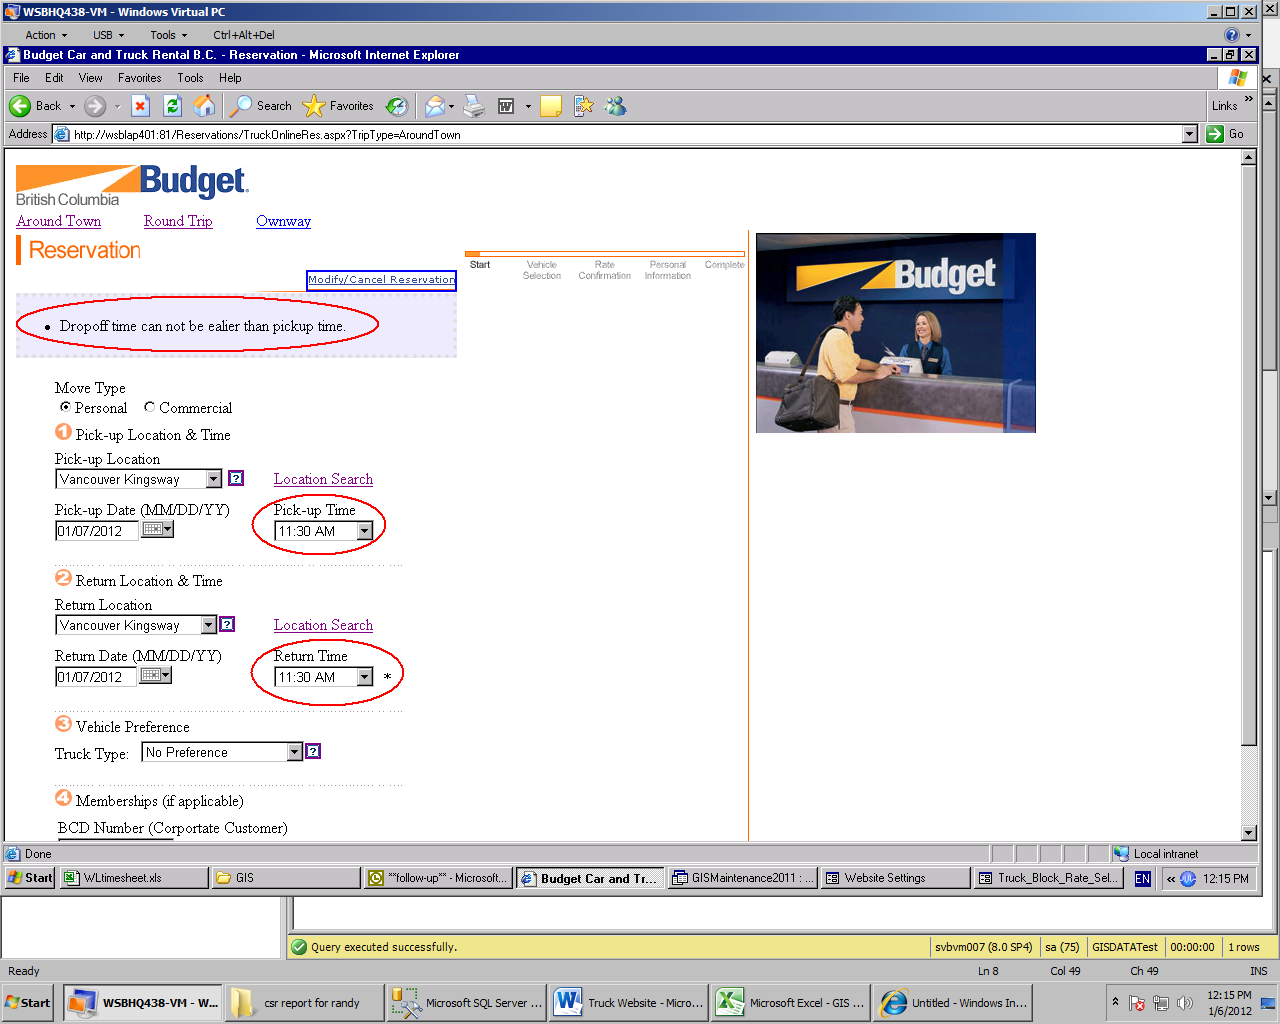 WSBHQ438-VM - Windows Virtual PC
Action USB Tools Ctrl+Alt+Del
Budget Car and Truck Rental B.C. - Reservation - Microsoft Internet Explorer
File Edit View Favorites Tools Help
Back Search Favorites Links »
Address http://wsblap401:81/Reservations/TruckOnlineRes.aspx?TripType=AroundTown Go
Budget
British Columbia
Around Town Round Trip Ownway
Reservation
Start Vehicle Selection Rate Confirmation Personal Information Complete
Modify/Cancel Reservation
Budget
• Dropoff time can not be ealier than pickup time.
Move Type
Personal Commercial
1 Pick-up Location & Time
Pick-up Location
Vancouver Kingsway ? Location Search
Pick-up Date (MM/DD/YY) Pick-up Time
01/07/2012 11:30 AM
2 Return Location & Time
Return Location
Vancouver Kingsway ? Location Search
Return Date (MM/DD/YY) Return Time
01/07/2012 11:30 AM *
3 Vehicle Preference
Truck Type: No Preference ?
4 Memberships (if applicable)
BCD Number (Corportate Customer)
Done Local intranet
Start WLtimesheet.xls GIS **follow-up** - Microsoft... Budget Car and Tr... GISMaintenance2011 : ... Website Settings Truck_Block_Rate_Sel... EN « 12:15 PM
Query executed successfully. svbvm007 (8.0 SP4) sa (75) GISDATATest 00:00:00 1 rows
Ready Ln 8 Col 49 Ch 49 INS
Start WSBHQ438-VM - W... csr report for randy Microsoft SQL Server ... Truck Website - Micro... Microsoft Excel - GIS ... Untitled - Windows In... 12:15 PM
1/6/2012